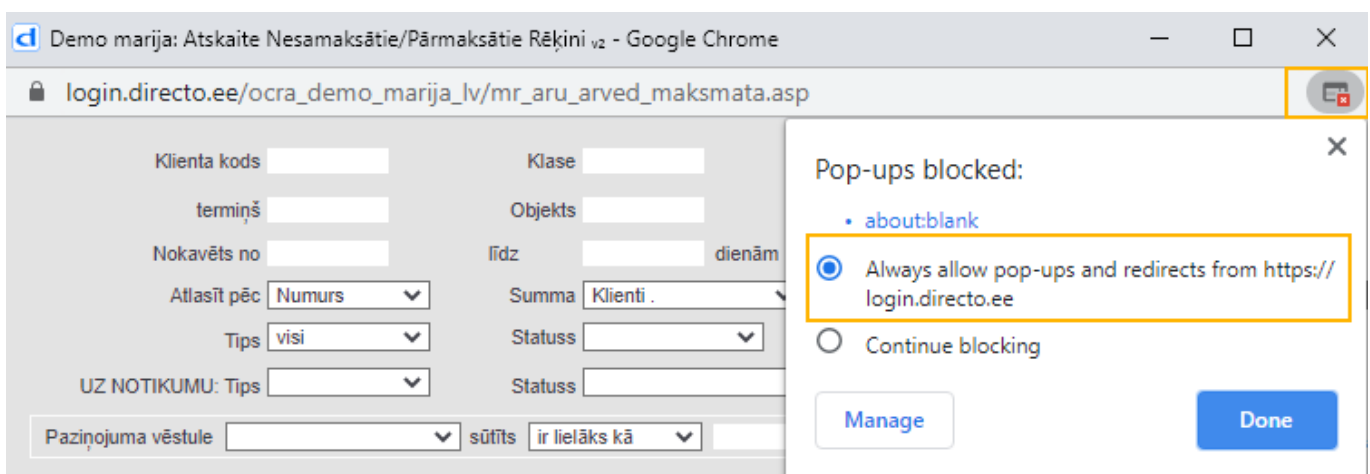 Demo marija: Atskaite Nesamaksātie/Pārmaksātie Rēķini v2 - Google Chrome
login.directo.ee/ocra_demo_marija_lv/mr_aru_arved_maksmata.asp
Klienta kods Klase
termiņš Objekts
Nokavēts no līdz dienām
Atlasīt pēc Numurs Summa Klienti .
Tips visi Statuss
UZ NOTIKUMU: Tips Statuss
Paziņojuma vēstule sūtīts ir lielāks kā
Pop-ups blocked:
• about:blank
Always allow pop-ups and redirects from https://
login.directo.ee
Continue blocking
Manage Done